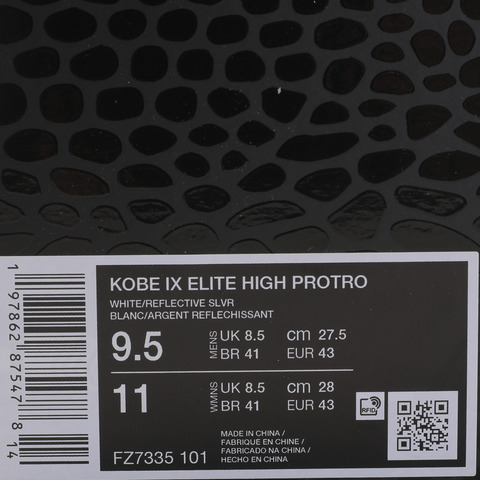 KOBE IX ELITE HIGH PROTRO
WHITE/REFLECTIVE SLVR
BLANC/ARGENT REFLECHISSANT
9.5 MENS UK 8.5 cm 27.5
BR 41 EUR 43
11 WMNS UK 8.5 cm 28
BR 41 EUR 43
RFID
FZ7335 101
MADE IN CHINA /
FABRIQUE EN CHINE /
FABRICADO NA CHINA /
HECHO EN CHINA
1 97862 87547 8 14